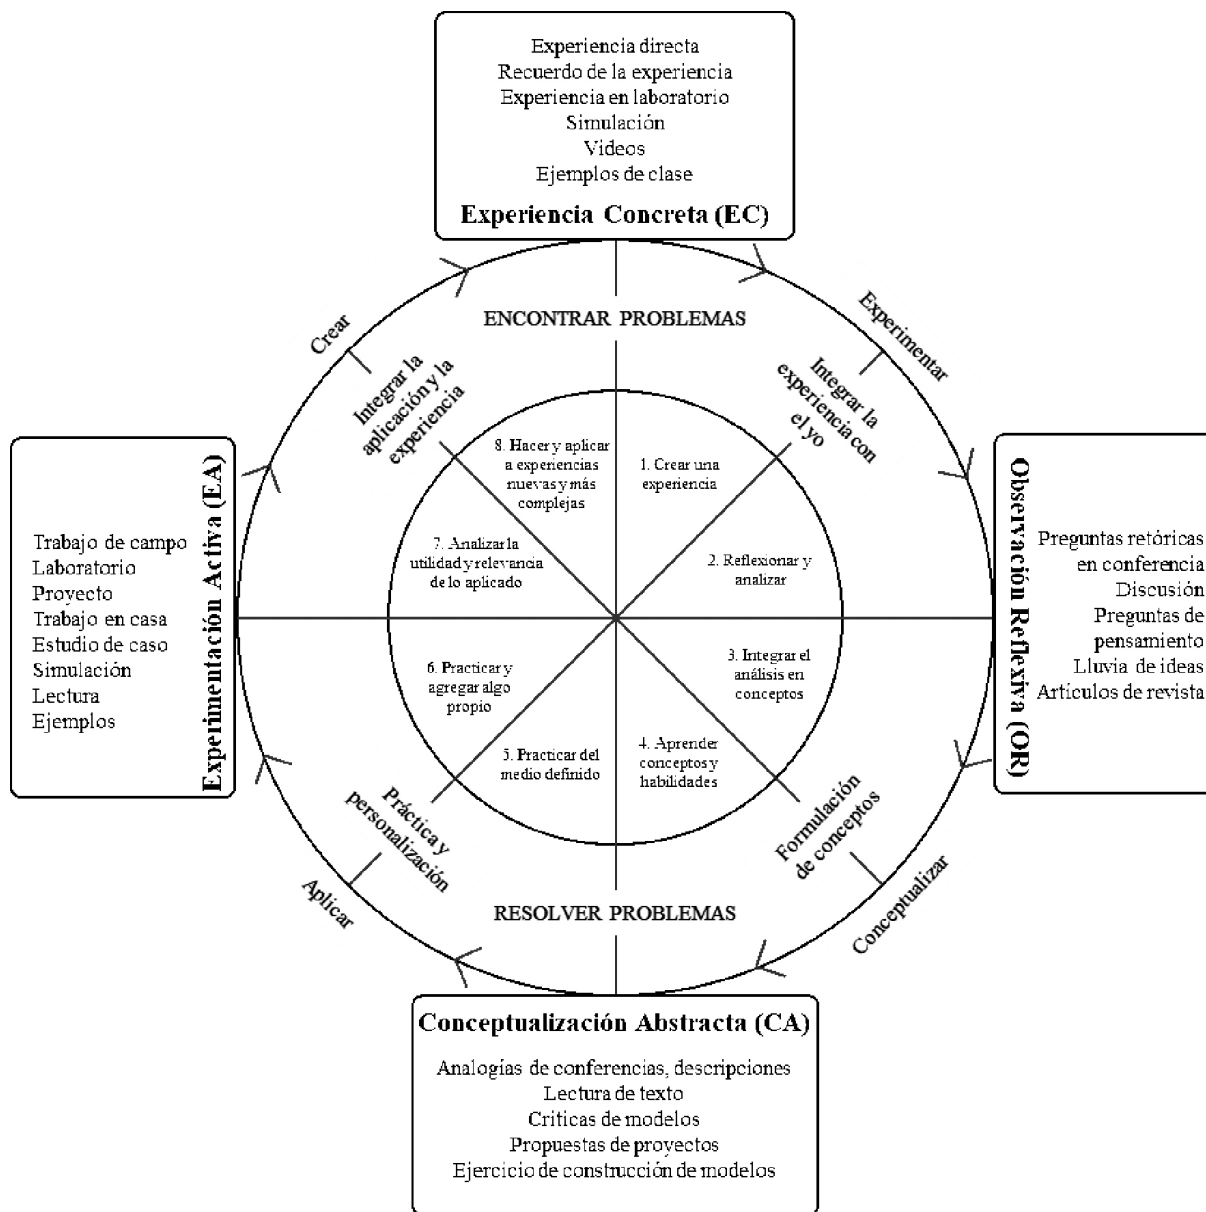 Experiencia directa
Recuerdo de la experiencia
Experiencia en laboratorio
Simulación
Videos
Ejemplos de clase
Experiencia Concreta (EC)
ENCONTRAR PROBLEMAS
Crear
Experimentar
Integrar la
aplicación y la
experiencia
Integrar la
experiencia con
el yo
8. Hacer y aplicar
a experiencias
nuevas y más
complejas
1. Crear una
experiencia
7. Analizar la
utilidad y relevancia
de lo aplicado
2. Reflexionar y
analizar
6. Practicar y
agregar algo
propio
3. Integrar el
análisis en
conceptos
5. Practicar del
medio definido
4. Aprender
conceptos y
habilidades
Trabajo de campo
Laboratorio
Proyecto
Trabajo en casa
Estudio de caso
Simulación
Lectura
Ejemplos
Experimentación Activa (EA)
Observación Reflexiva (OR)
Preguntas retóricas
en conferencia
Discusión
Preguntas de
pensamiento
Lluvia de ideas
Artículos de revista
Práctica y
personalización
Formulación
de conceptos
Aplicar
Conceptualizar
RESOLVER PROBLEMAS
Conceptualización Abstracta (CA)
Analogías de conferencias, descripciones
Lectura de texto
Criticas de modelos
Propuestas de proyectos
Ejercicio de construcción de modelos